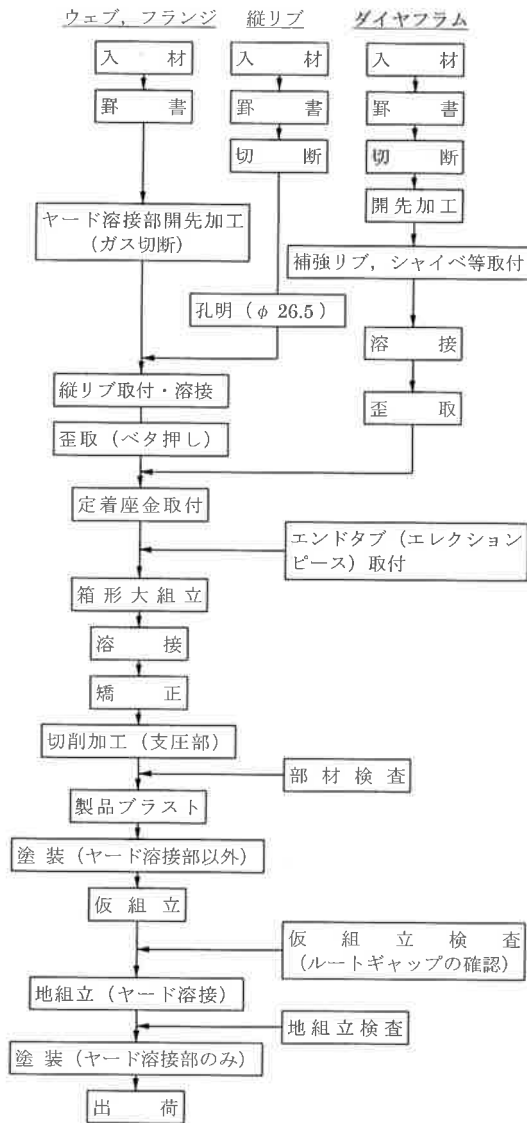 ウェブ，フランジ
縦リブ
ダイヤフラム
入材
入材
入材
罫書
罫書
罫書
切断
切断
開先加工
ヤード溶接部開先加工
(ガス切断)
補強リブ，シャイベ等取付
孔明(φ 26.5)
溶接
縦リブ取付・溶接
歪取
歪取(ベタ押し)
定着座金取付
エンドタブ(エレクション
ピース)取付
箱形大組立
溶接
矯正
切削加工(支圧部)
部材検査
製品ブラスト
塗装(ヤード溶接部以外)
仮組立
仮組立検査
(ルートギャップの確認)
地組立(ヤード溶接)
地組立検査
塗装(ヤード溶接部のみ)
出荷